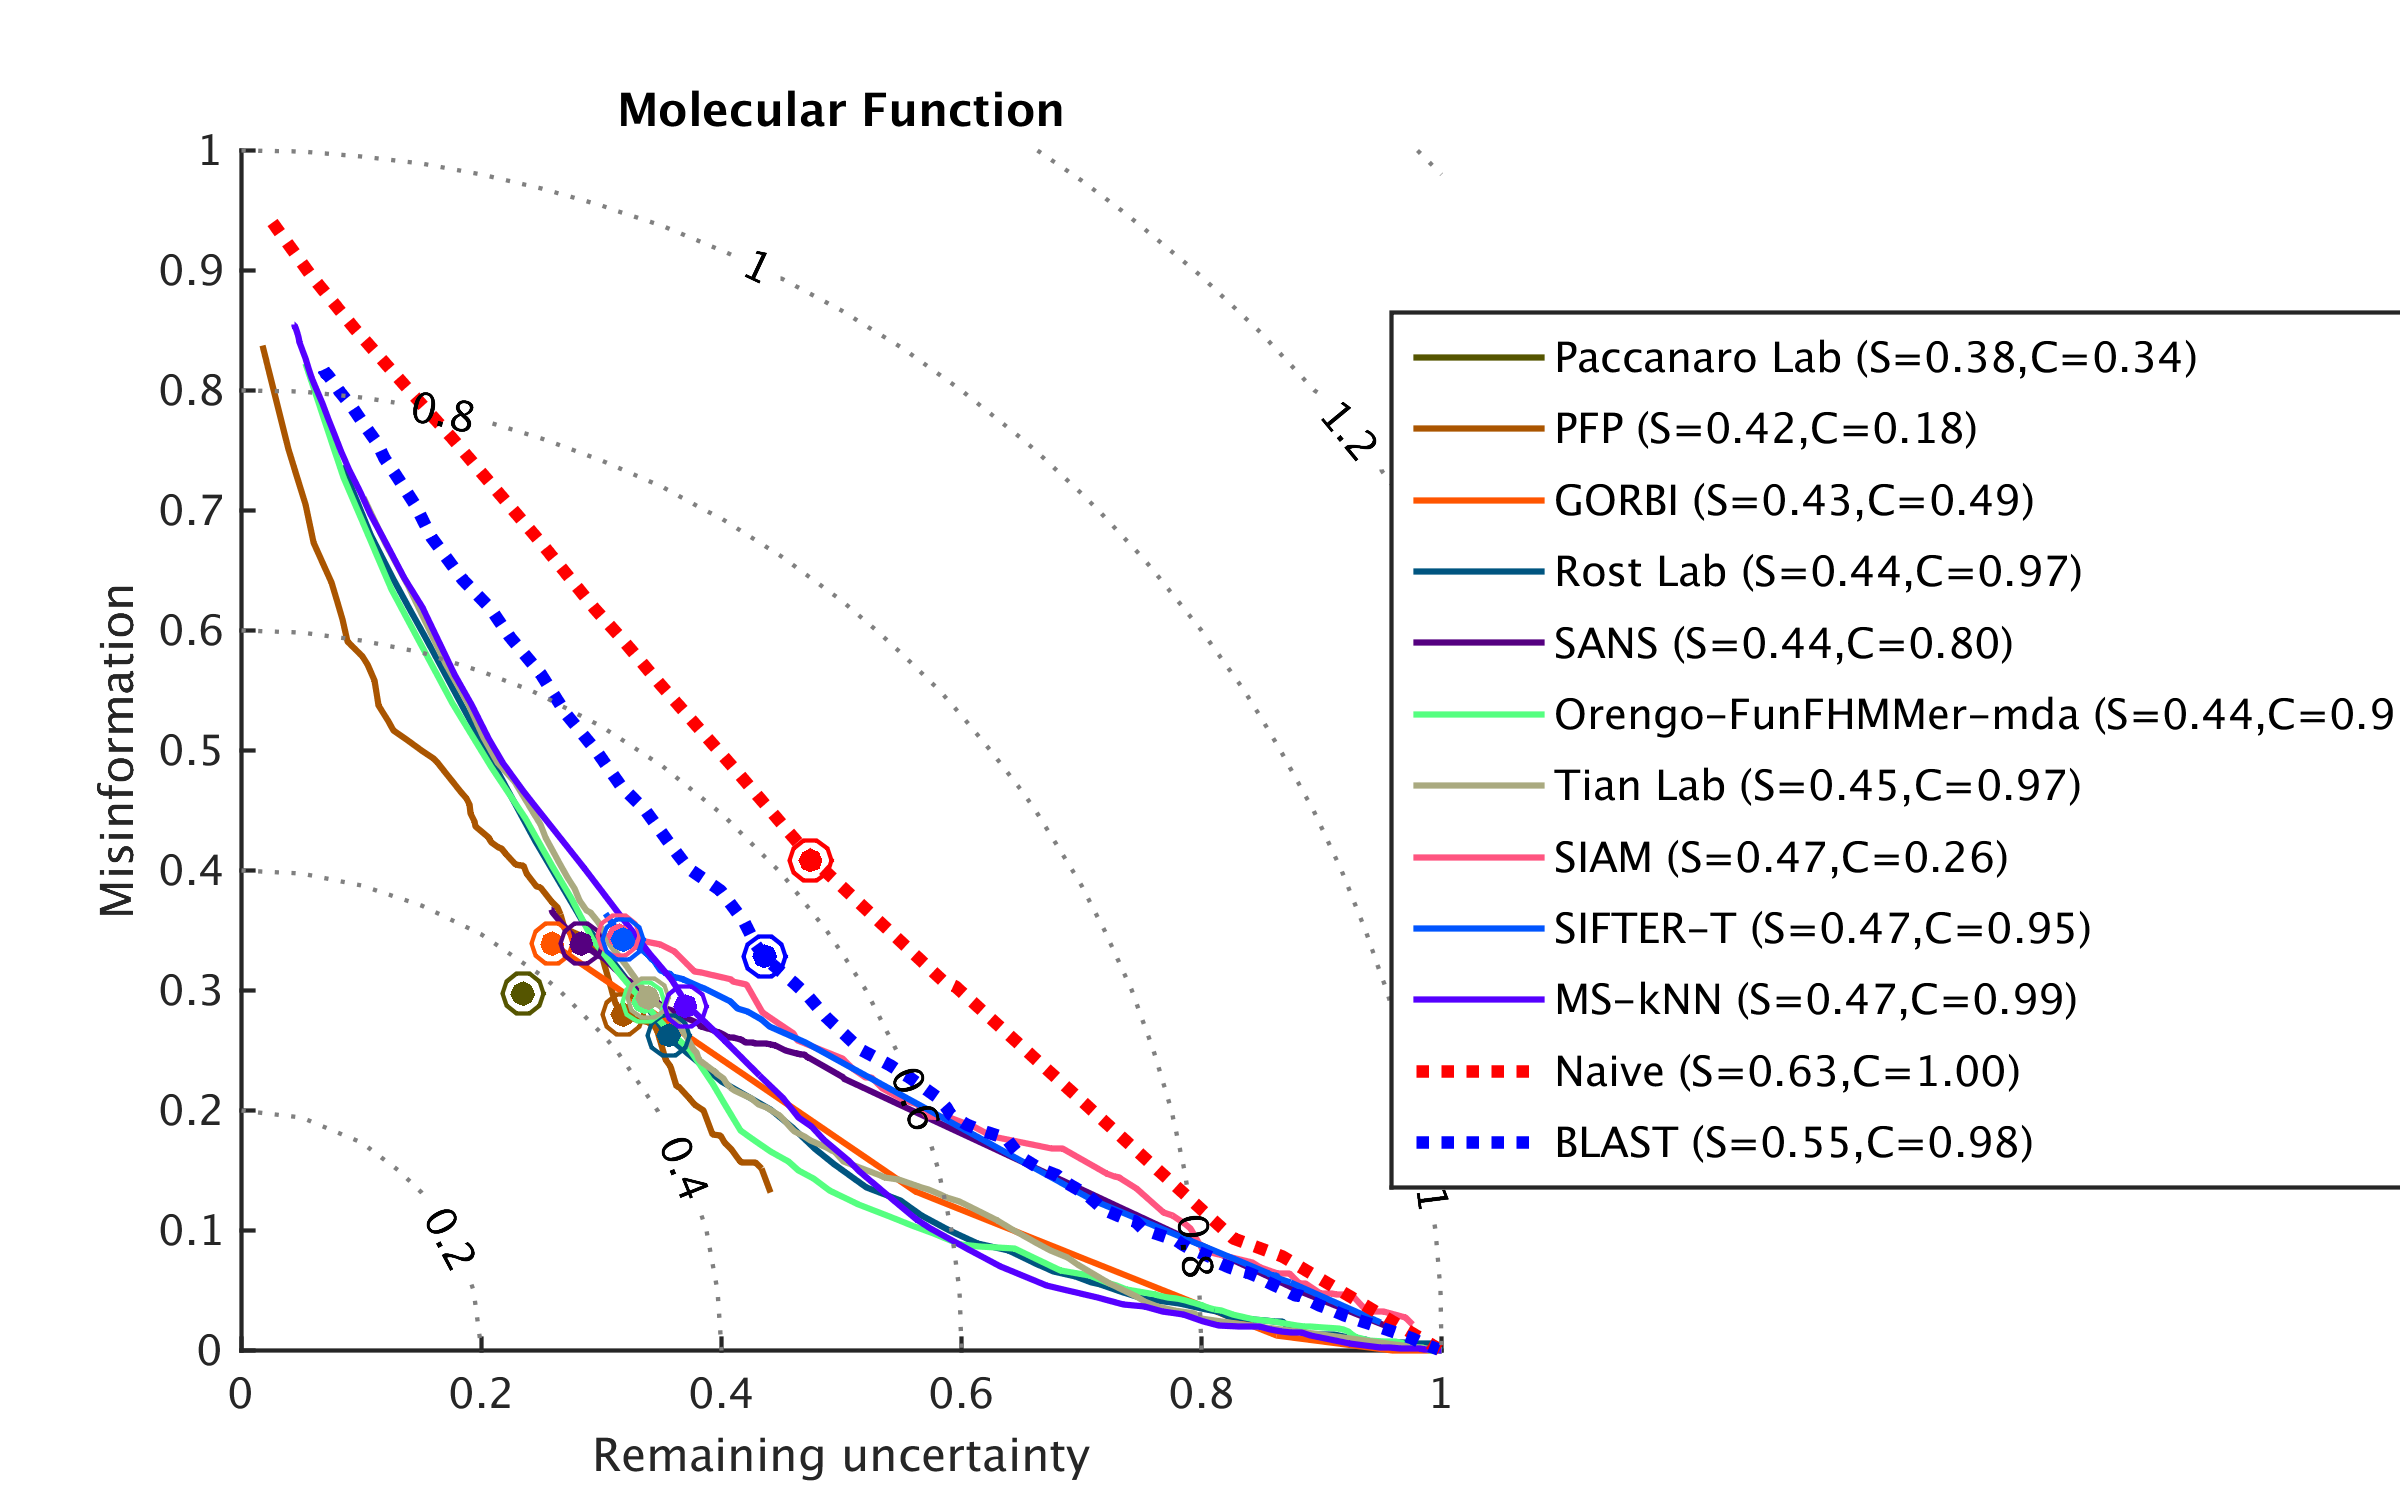 Molecular Function
1
0.9
0.8
0.7
0.6
0.5
0.4
0.3
0.2
0.1
0
Misinformation
0
0.2
0.4
0.6
0.8
1
Remaining uncertainty
1
0.8
1.2
0.6
0.4
0.2
0.8
1
Paccanaro Lab (S=0.38,C=0.34)
PFP (S=0.42,C=0.18)
GORBI (S=0.43,C=0.49)
Rost Lab (S=0.44,C=0.97)
SANS (S=0.44,C=0.80)
Orengo-FunFHMMer-mda (S=0.44,C=0.9
Tian Lab (S=0.45,C=0.97)
SIAM (S=0.47,C=0.26)
SIFTER-T (S=0.47,C=0.95)
MS-kNN (S=0.47,C=0.99)
Naive (S=0.63,C=1.00)
BLAST (S=0.55,C=0.98)